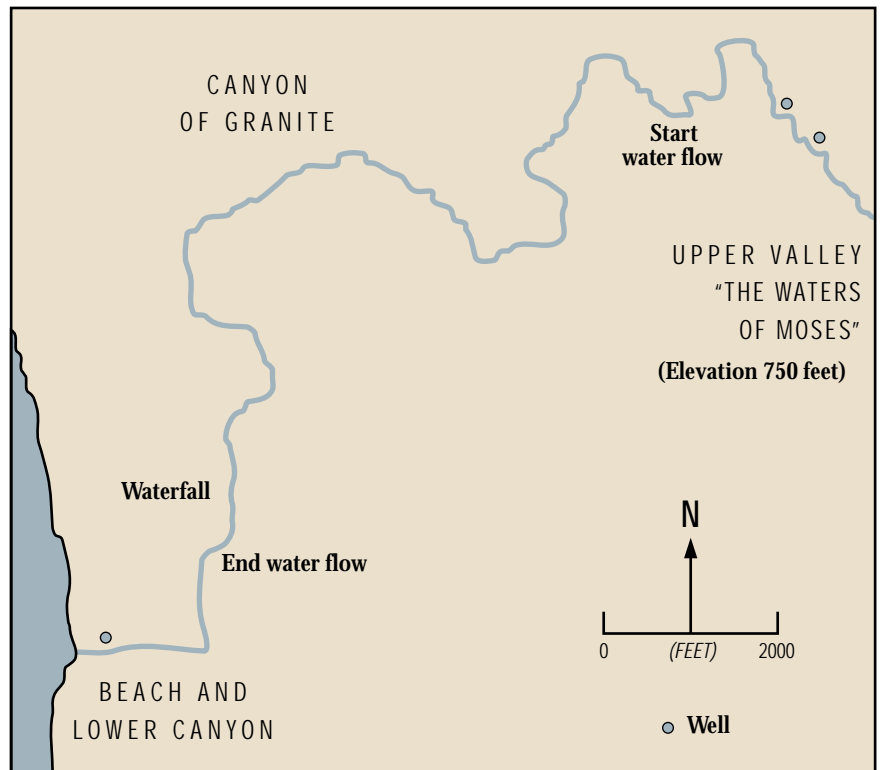 CANYON
OF GRANITE
Start
water flow
UPPER VALLEY
“THE WATERS
OF MOSES”
(Elevation 750 feet)
Waterfall
End water flow
N
0 (FEET) 2000
BEACH AND
LOWER CANYON
Well